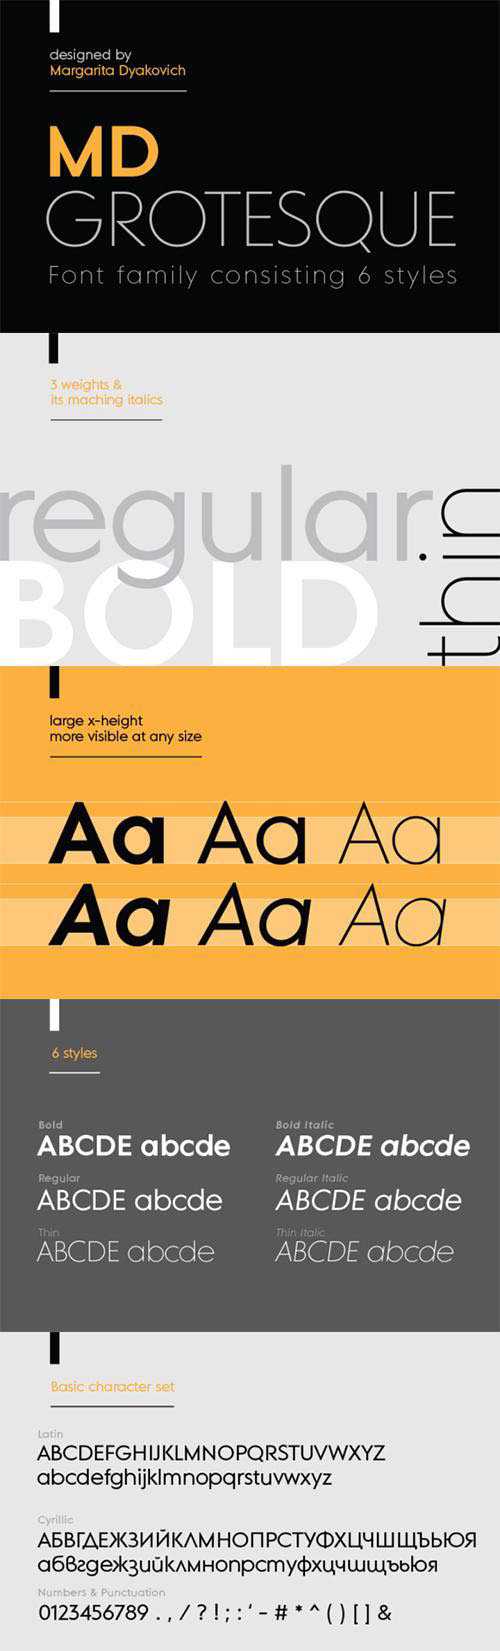 designed by
Margarita Dyakovich
MD
GROTESQUE
Font family consisting 6 styles
3 weights &
its maching italics
regular
BOLD
thin
large x-height
more visible at any size
Aa Aa Aa
Aa Aa Aa
6 styles
Bold
ABCDE abcde
Bold Italic
ABCDE abcde
Regular
ABCDE abcde
Regular Italic
ABCDE abcde
Thin
ABCDE abcde
Thin Italic
ABCDE abcde
Basic character set
Latin
ABCDEFGHIJKLMNOPQRSTUVWXYZ
abcdefghijklmnopqrstuvwxyz
Cyrillic
АБВГДЕЖЗИЙКЛМНОПРСТУФХЦЧШЩЪЬЮЯ
абвгдежзийклмнопрстуфхцчшщъьюя
Numbers & Punctuation
0123456789 . , / ? ! ; : ‘ - # * ^ ( ) [ ] &